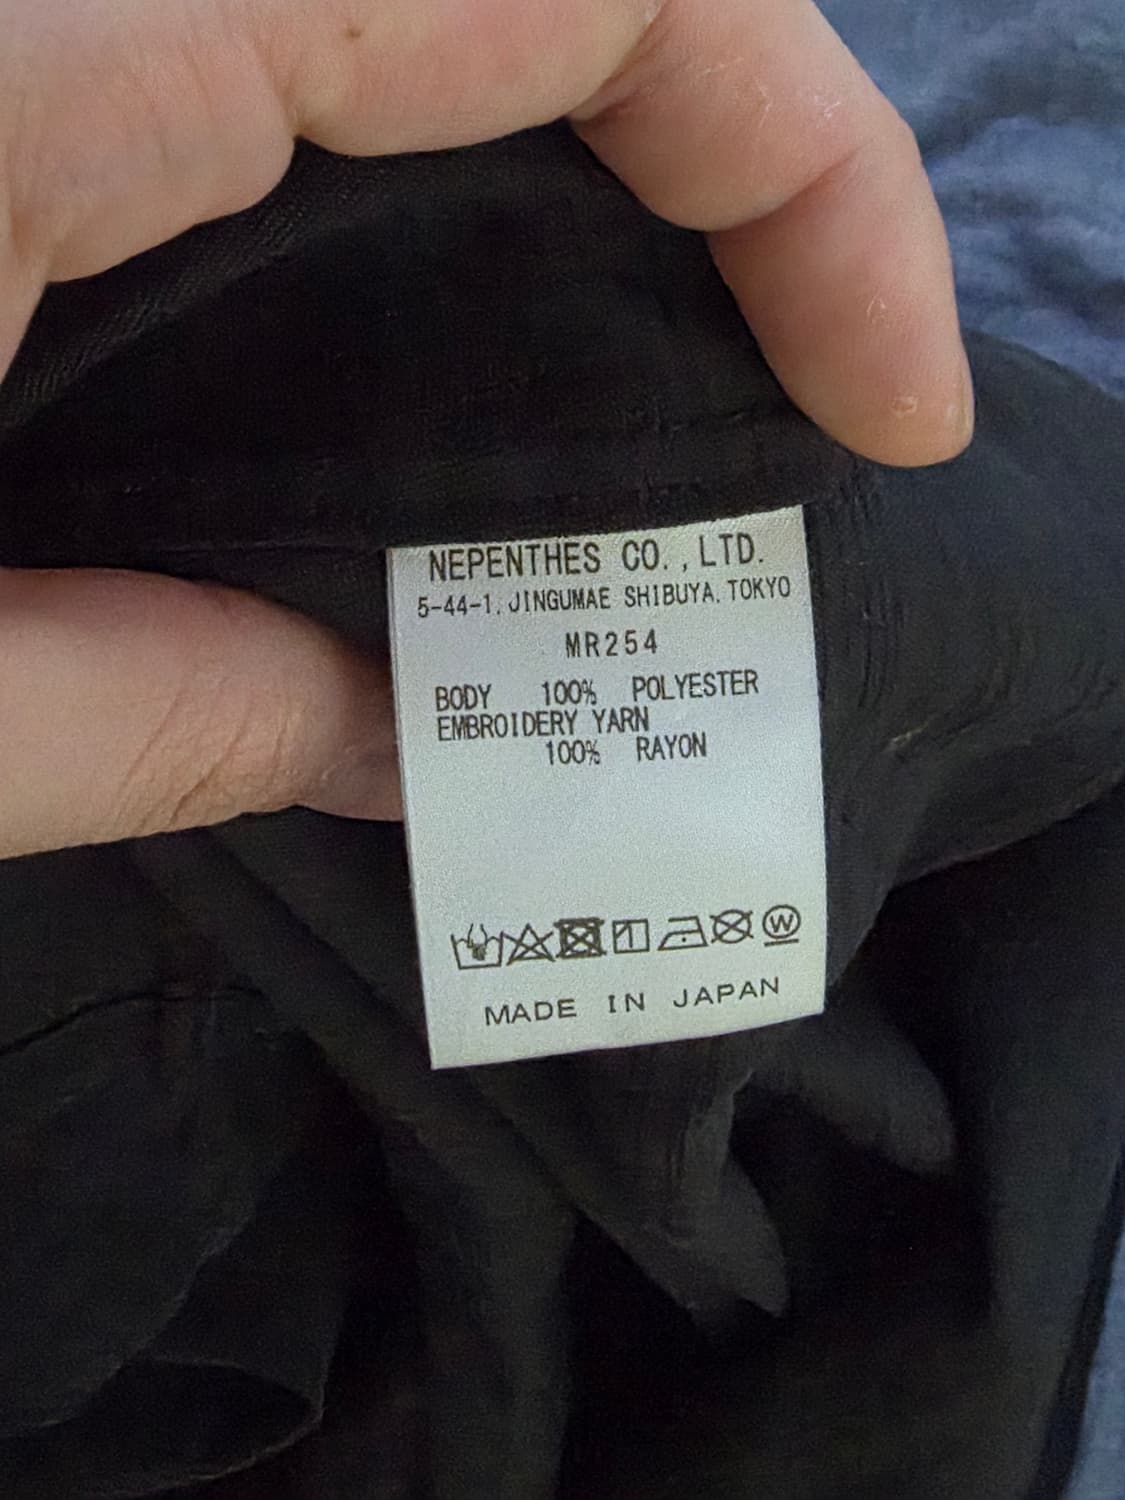 NEPENTHES CO.,LTD.
5-44-1, JINGUMAE SHIBUYA, TOKYO
MR254
BODY 100% POLYESTER
EMBROIDERY YARN
100% RAYON
W
MADE IN JAPAN